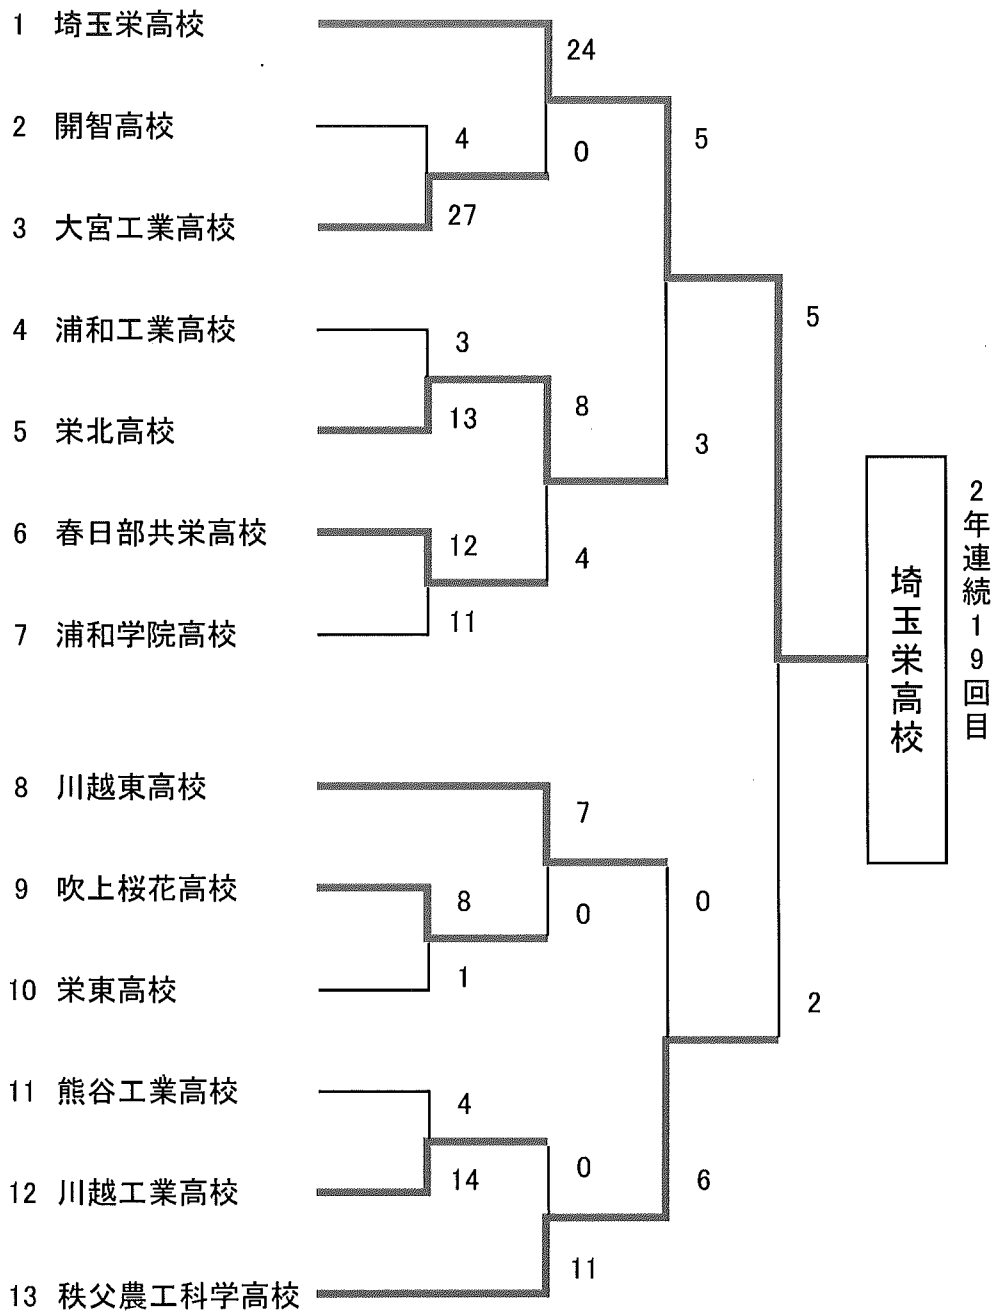 1 埼玉栄高校
24
2 開智高校
4
0
5
27
3 大宮工業高校
5
4 浦和工業高校
3
8
5 栄北高校
13
3
6 春日部共栄高校
12
4
7 浦和学院高校
11
埼玉栄高校
2年連続19回目
8 川越東高校
7
9 吹上桜花高校
8
0
0
10 栄東高校
1
2
11 熊谷工業高校
4
0
12 川越工業高校
14
6
11
13 秩父農工科学高校